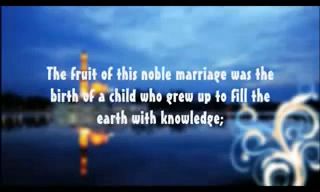 The fruit of this noble marriage was the
birth of a child who grew up to fill the
earth with knowledge;